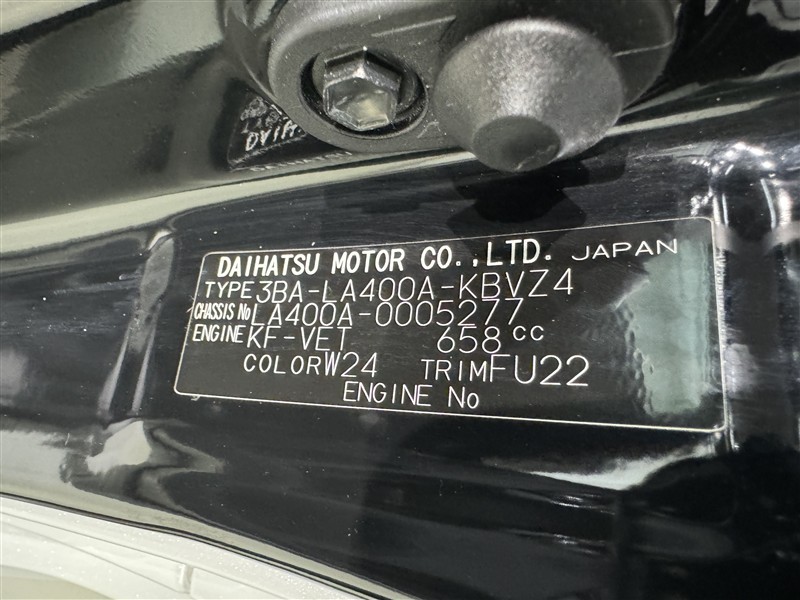 DAIHATSU MOTOR CO.,LTD. JAPAN
TYPE 3BA-LA400A-KBVZ4
CHASSIS No LA400A-0005277
ENGINE KF-VET 658 cc
COLOR W24 TRIM FU22
ENGINE No